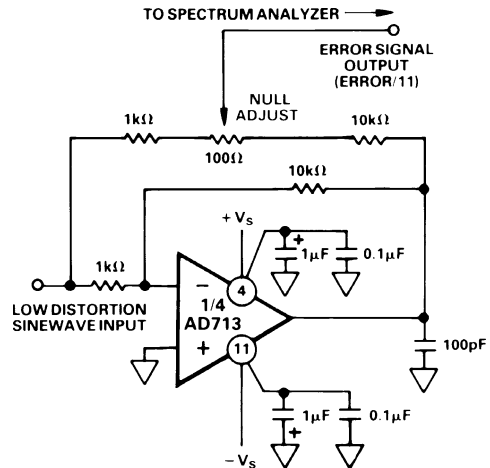 TO SPECTRUM ANALYZER
ERROR SIGNAL
OUTPUT
(ERROR/11)
NULL
ADJUST
1kΩ
100Ω
10kΩ
10kΩ
+VS
+
1µF
0.1µF
1kΩ
4
LOW DISTORTION
SINEWAVE INPUT
−
1/4
AD713
+
11
100pF
1µF
+
0.1µF
−VS